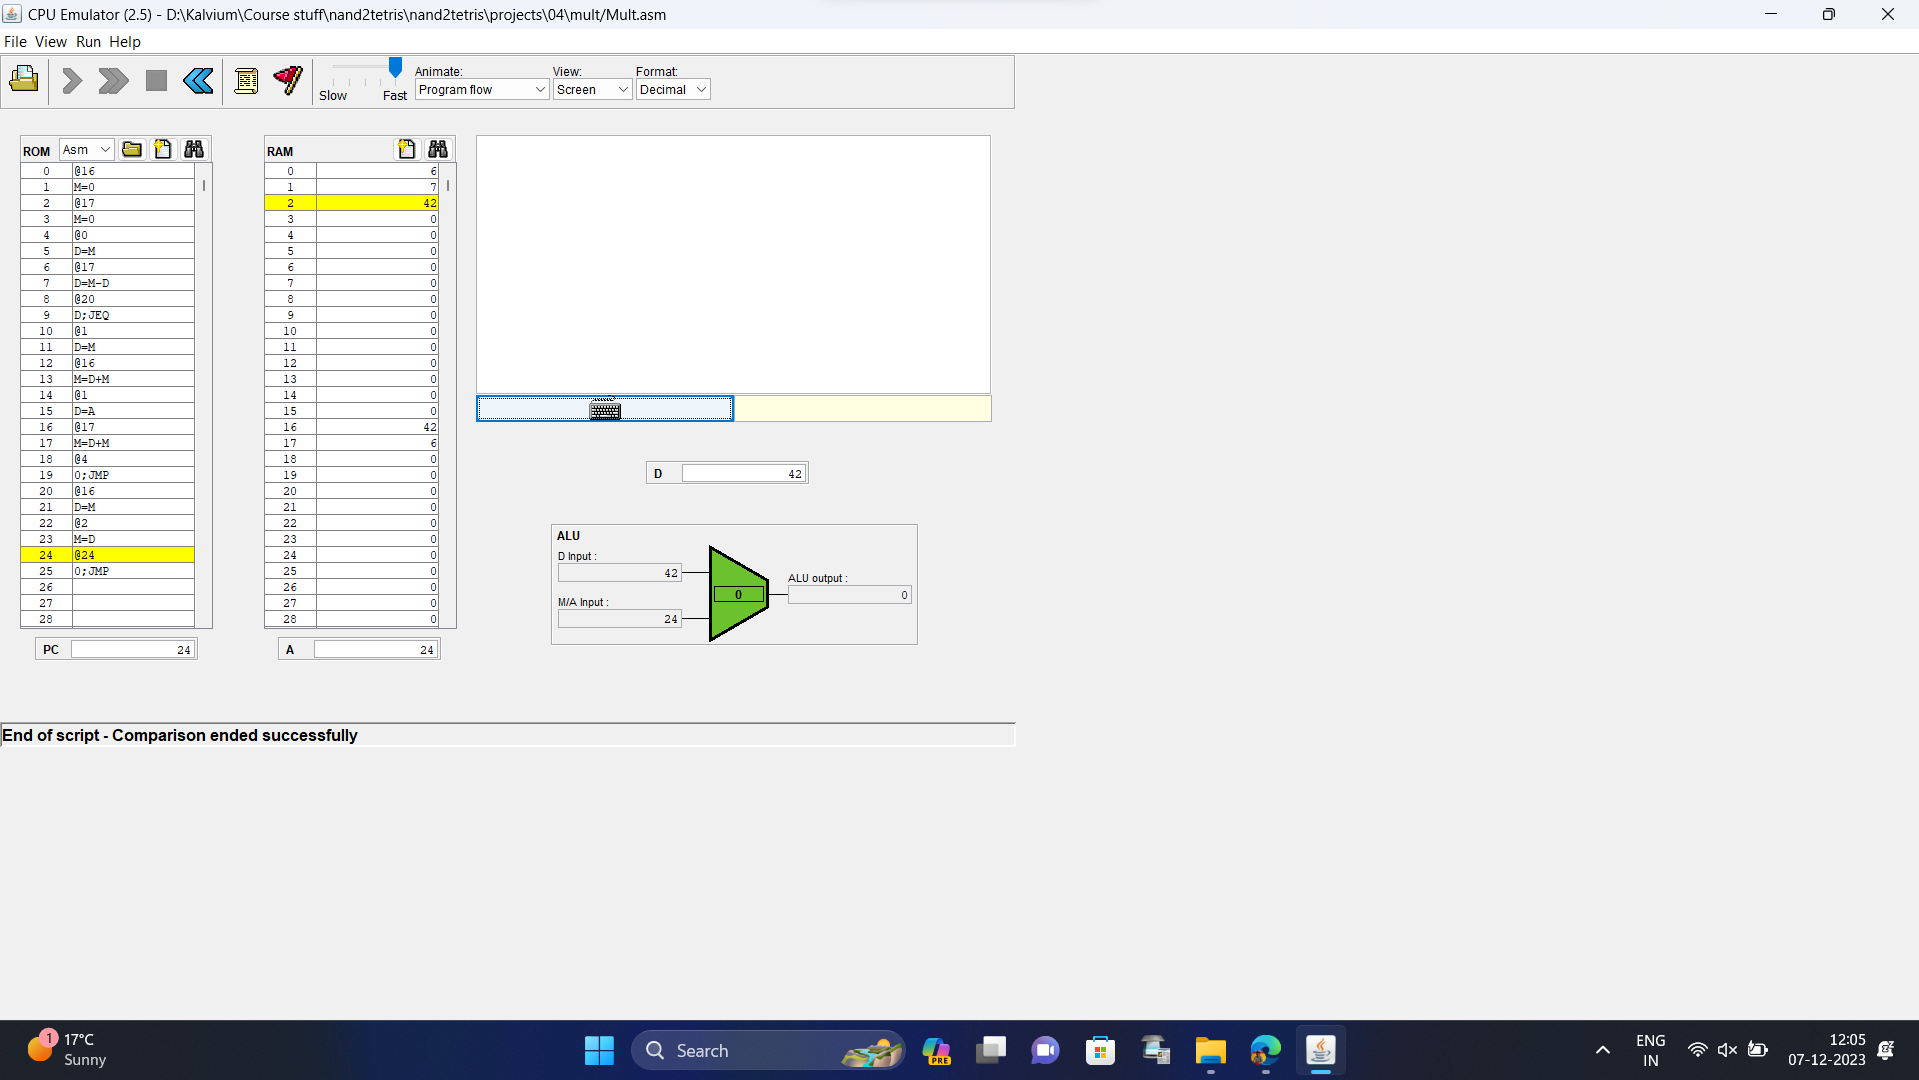 CPU Emulator (2.5) - D:\Kalvium\Course stuff\nand2tetris\nand2tetris\projects\04\mult/Mult.asm
File View Run Help
Slow Fast
Animate:
Program flow
View:
Screen
Format:
Decimal
ROM Asm
0 @16
1 M=0
2 @17
3 M=0
4 @0
5 D=M
6 @17
7 D=M-D
8 @20
9 D;JEQ
10 @1
11 D=M
12 @16
13 M=D+M
14 @1
15 D=A
16 @17
17 M=D+M
18 @4
19 0;JMP
20 @16
21 D=M
22 @2
23 M=D
24 @24
25 0;JMP
26
27
28
PC 24
RAM
0 6
1 7
2 42
3 0
4 0
5 0
6 0
7 0
8 0
9 0
10 0
11 0
12 0
13 0
14 0
15 0
16 42
17 6
18 0
19 0
20 0
21 0
22 0
23 0
24 0
25 0
26 0
27 0
28 0
A 24
D 42
ALU
D Input :
42
M/A Input :
24
0
ALU output :
0
End of script - Comparison ended successfully
1
17°C
Sunny
Search
PRE
ENG
IN
12:05
07-12-2023